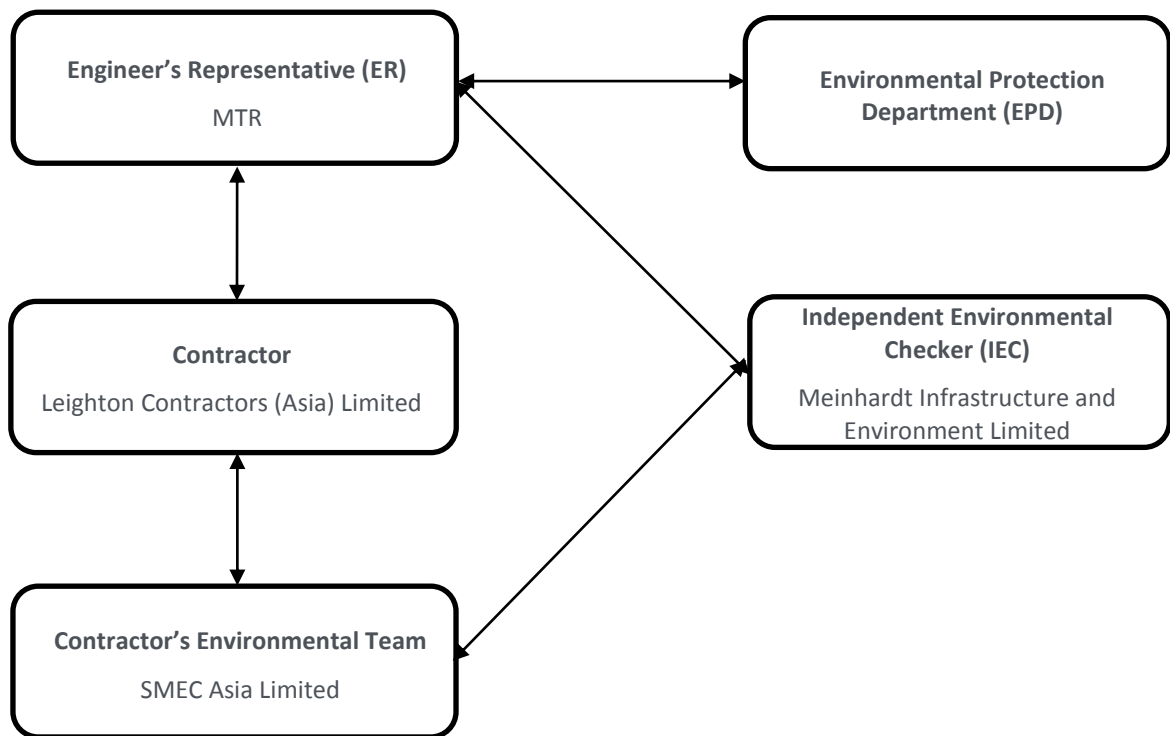 Engineer’s Representative (ER)
MTR
Environmental Protection
Department (EPD)
Contractor
Leighton Contractors (Asia) Limited
Independent Environmental
Checker (IEC)
Meinhardt Infrastructure and
Environment Limited
Contractor’s Environmental Team
SMEC Asia Limited